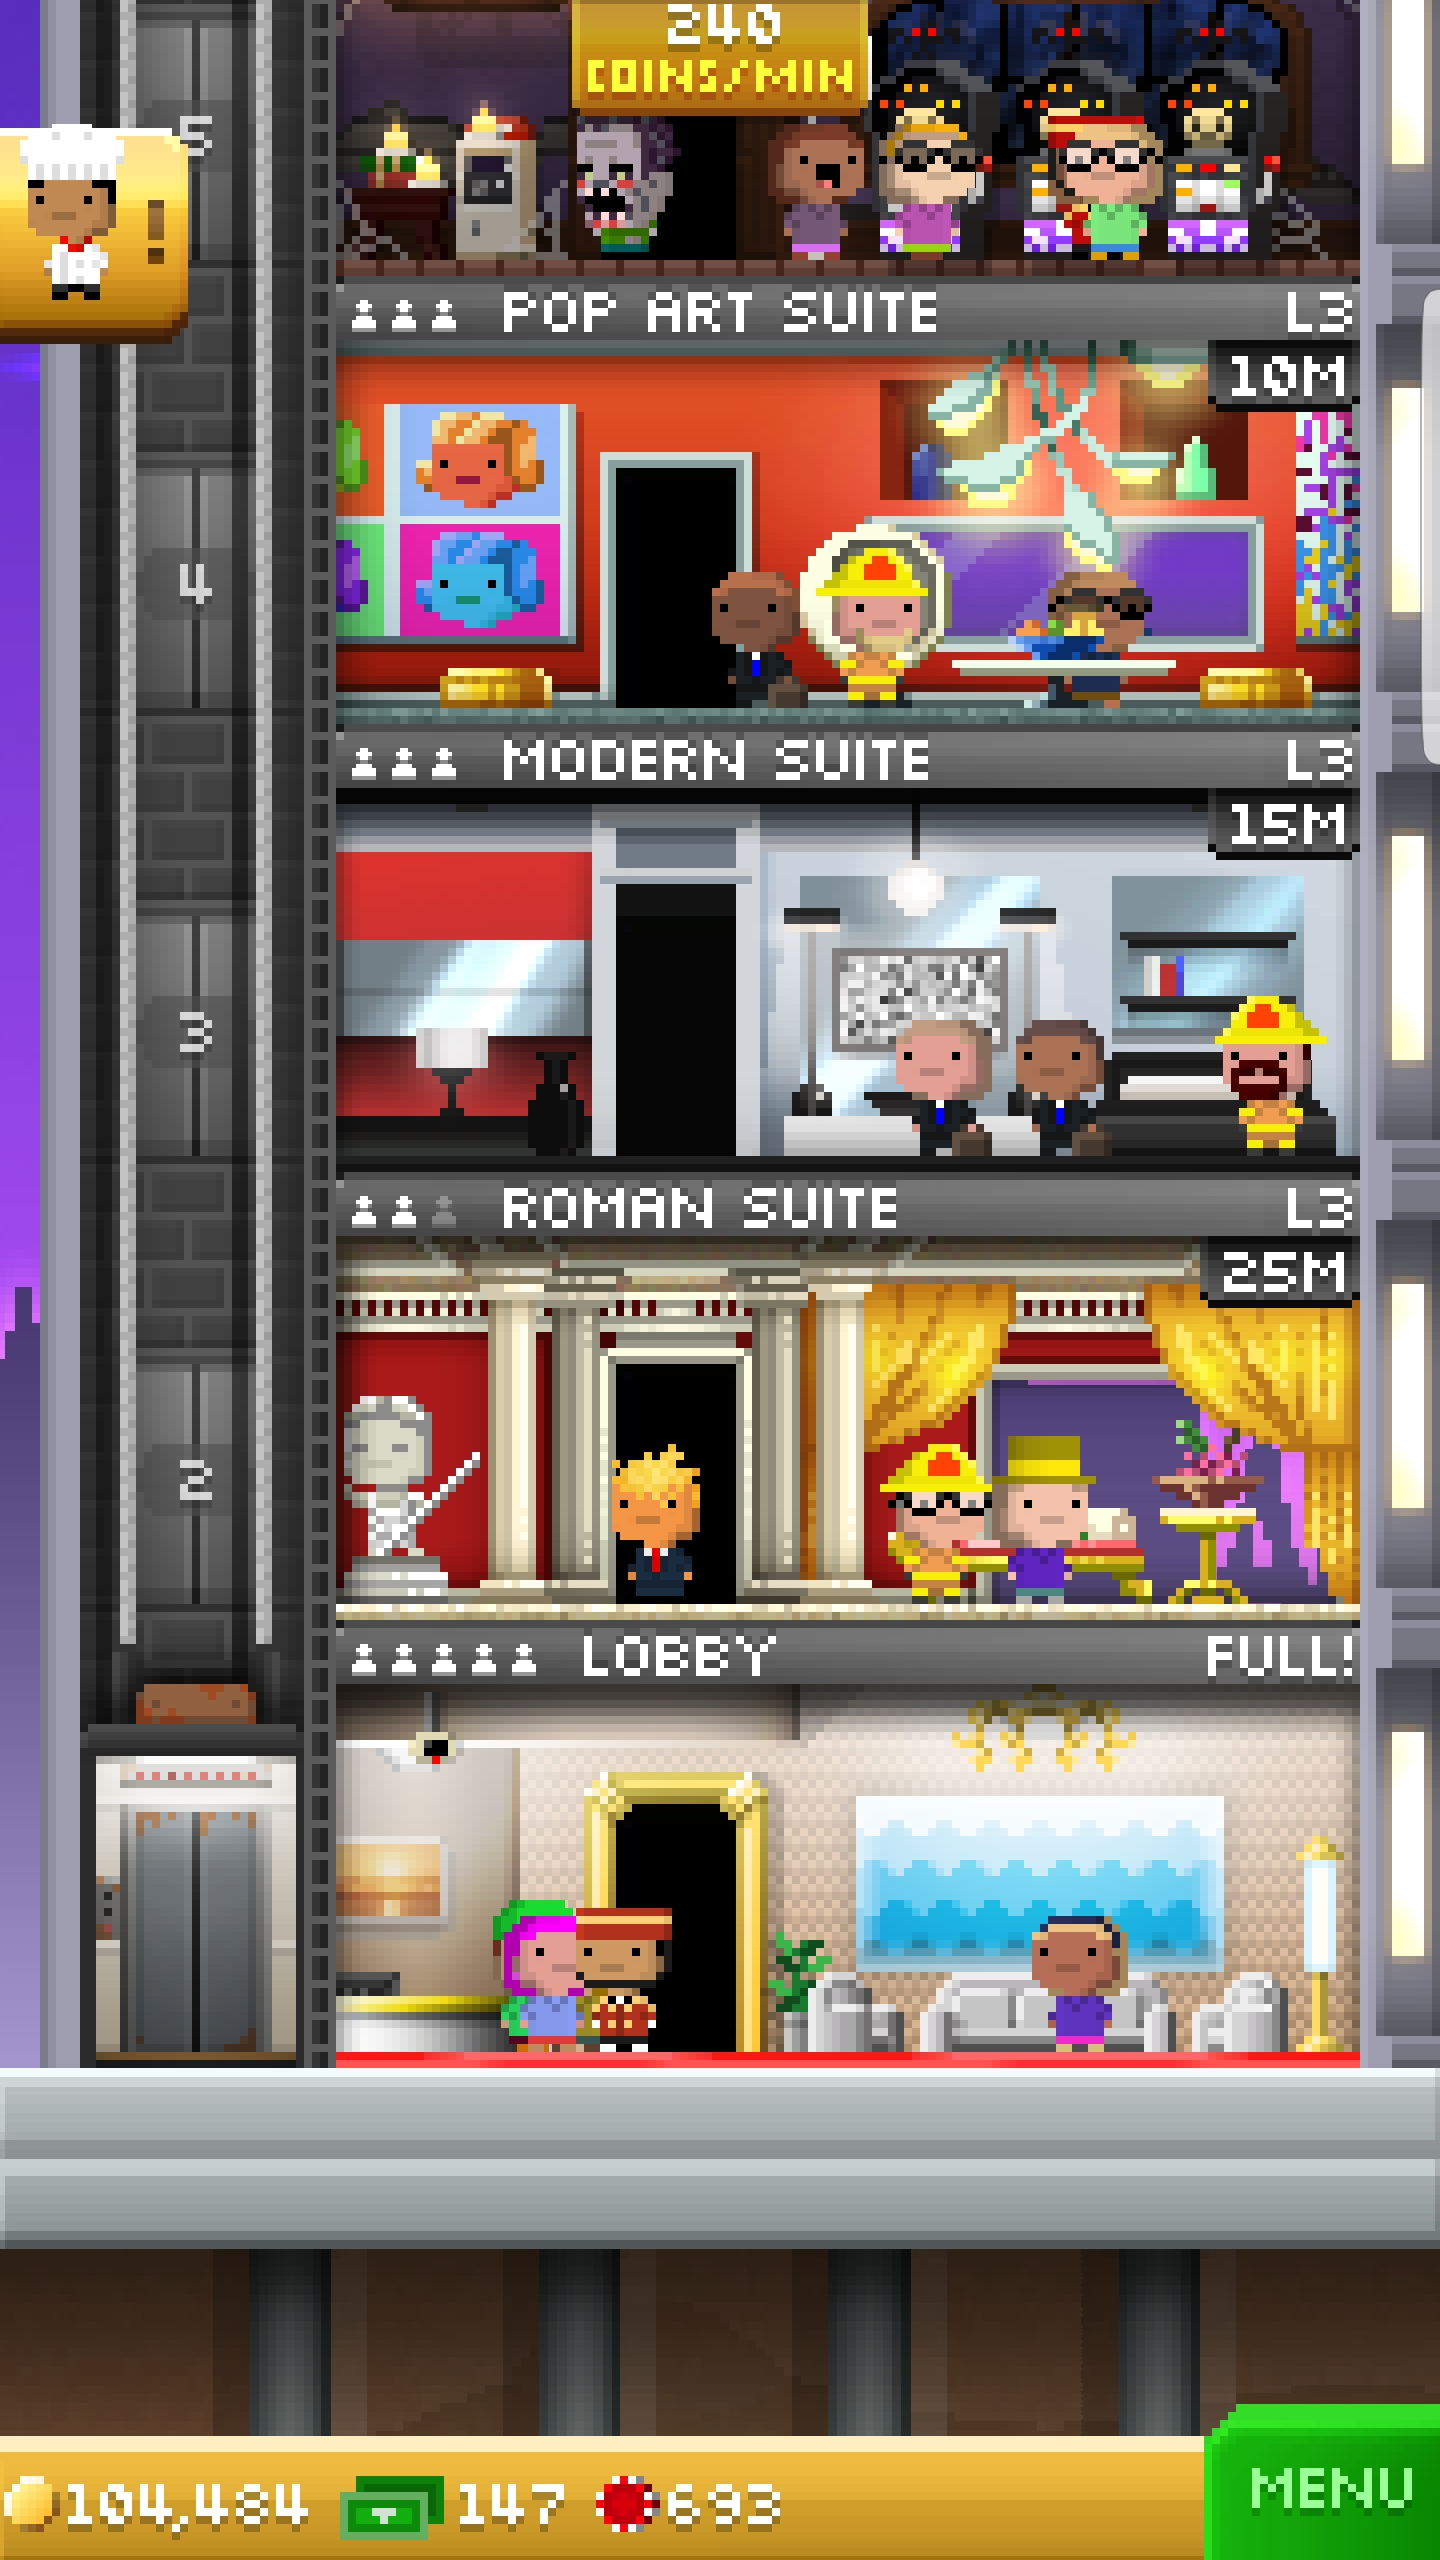 240
COINS/MIN
5
!
POP ART SUITE L3
10M
4
MODERN SUITE L3
15M
3
ROMAN SUITE L3
25M
2
LOBBY FULL!
104,484 147 693
MENU